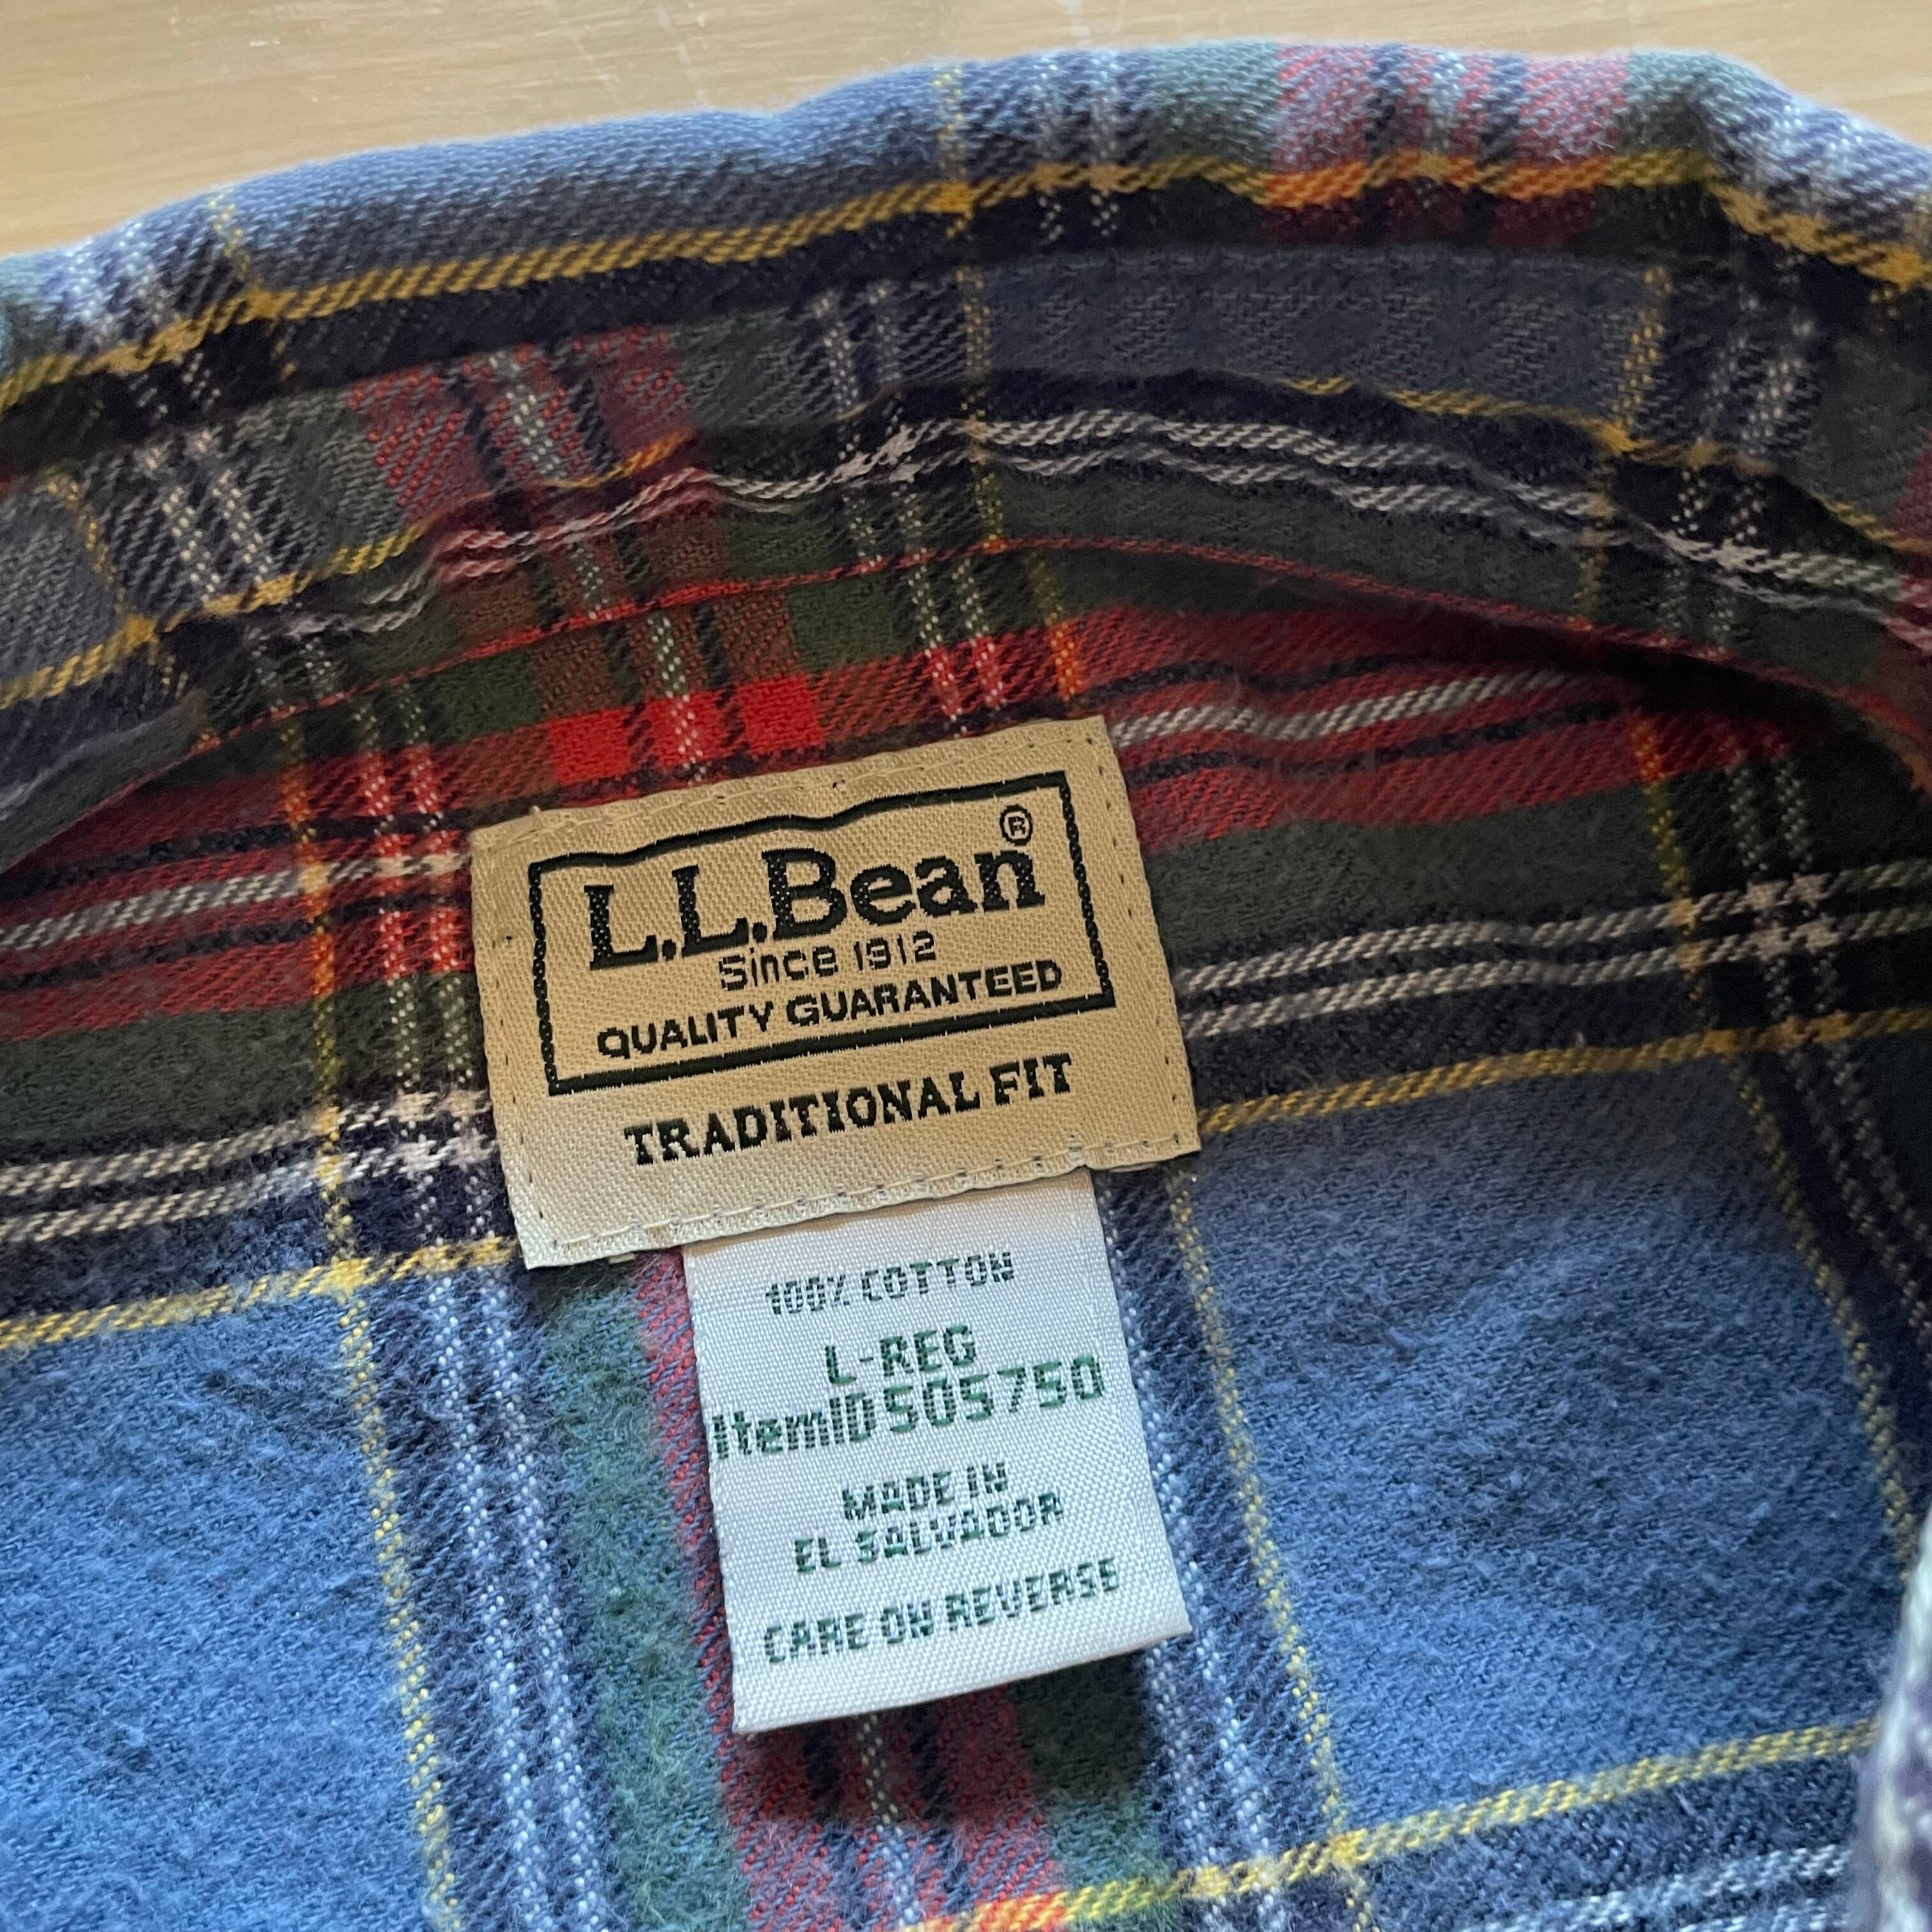 L.L.Bean®
Since 1912
QUALITY GUARANTEED
TRADITIONAL FIT
100% COTTON
L-REG
ItemID 505750
MADE IN
EL SALVADOR
CARE ON REVERSE